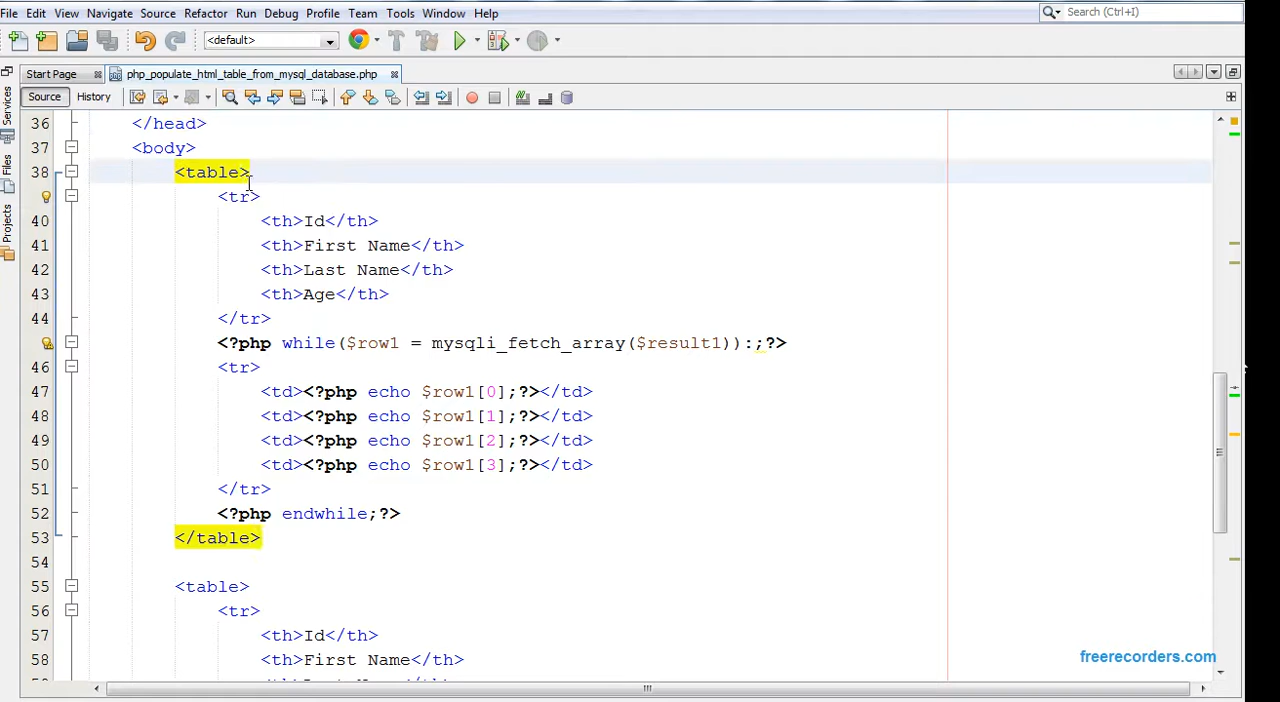 File Edit View Navigate Source Refactor Run Debug Profile Team Tools Window Help
Search (Ctrl+I)
<default>
Start Page
php_populate_html_table_from_mysql_database.php
Source History
Services
Files
Projects
36 </head>
37 <body>
38 <table>
<tr>
40 <th>Id</th>
41 <th>First Name</th>
42 <th>Last Name</th>
43 <th>Age</th>
44 </tr>
<?php while($row1 = mysqli_fetch_array($result1)):;?>
46 <tr>
47 <td><?php echo $row1[0];?></td>
48 <td><?php echo $row1[1];?></td>
49 <td><?php echo $row1[2];?></td>
50 <td><?php echo $row1[3];?></td>
51 </tr>
52 <?php endwhile;?>
53 </table>
54
55 <table>
56 <tr>
57 <th>Id</th>
58 <th>First Name</th>
freerecorders.com